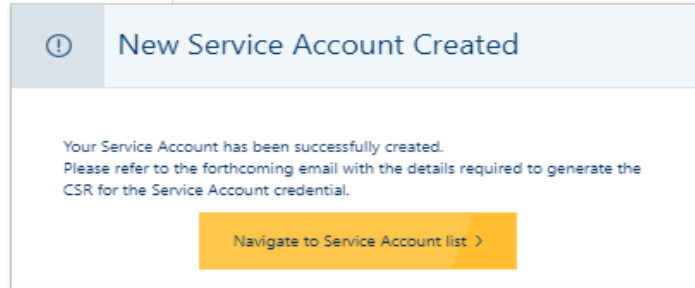 New Service Account Created
Your Service Account has been successfully created.
Please refer to the forthcoming email with the details required to generate the
CSR for the Service Account credential.
Navigate to Service Account list >